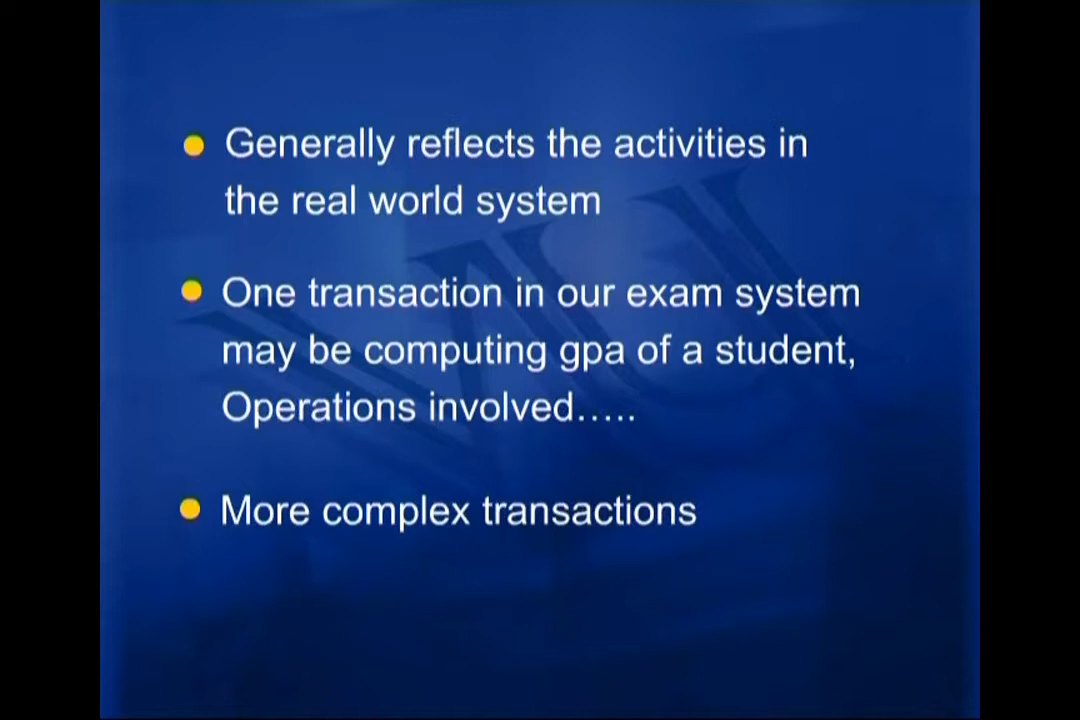 Generally reflects the activities in
the real world system
One transaction in our exam system
may be computing gpa of a student,
Operations involved…..
More complex transactions
VU